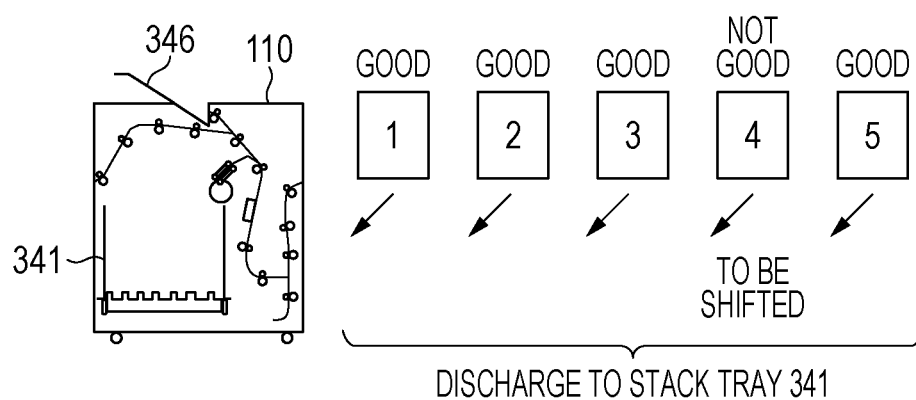 346
110
341
GOOD
GOOD
GOOD
NOT
GOOD
GOOD
1
2
3
4
5
TO BE
SHIFTED
DISCHARGE TO STACK TRAY 341